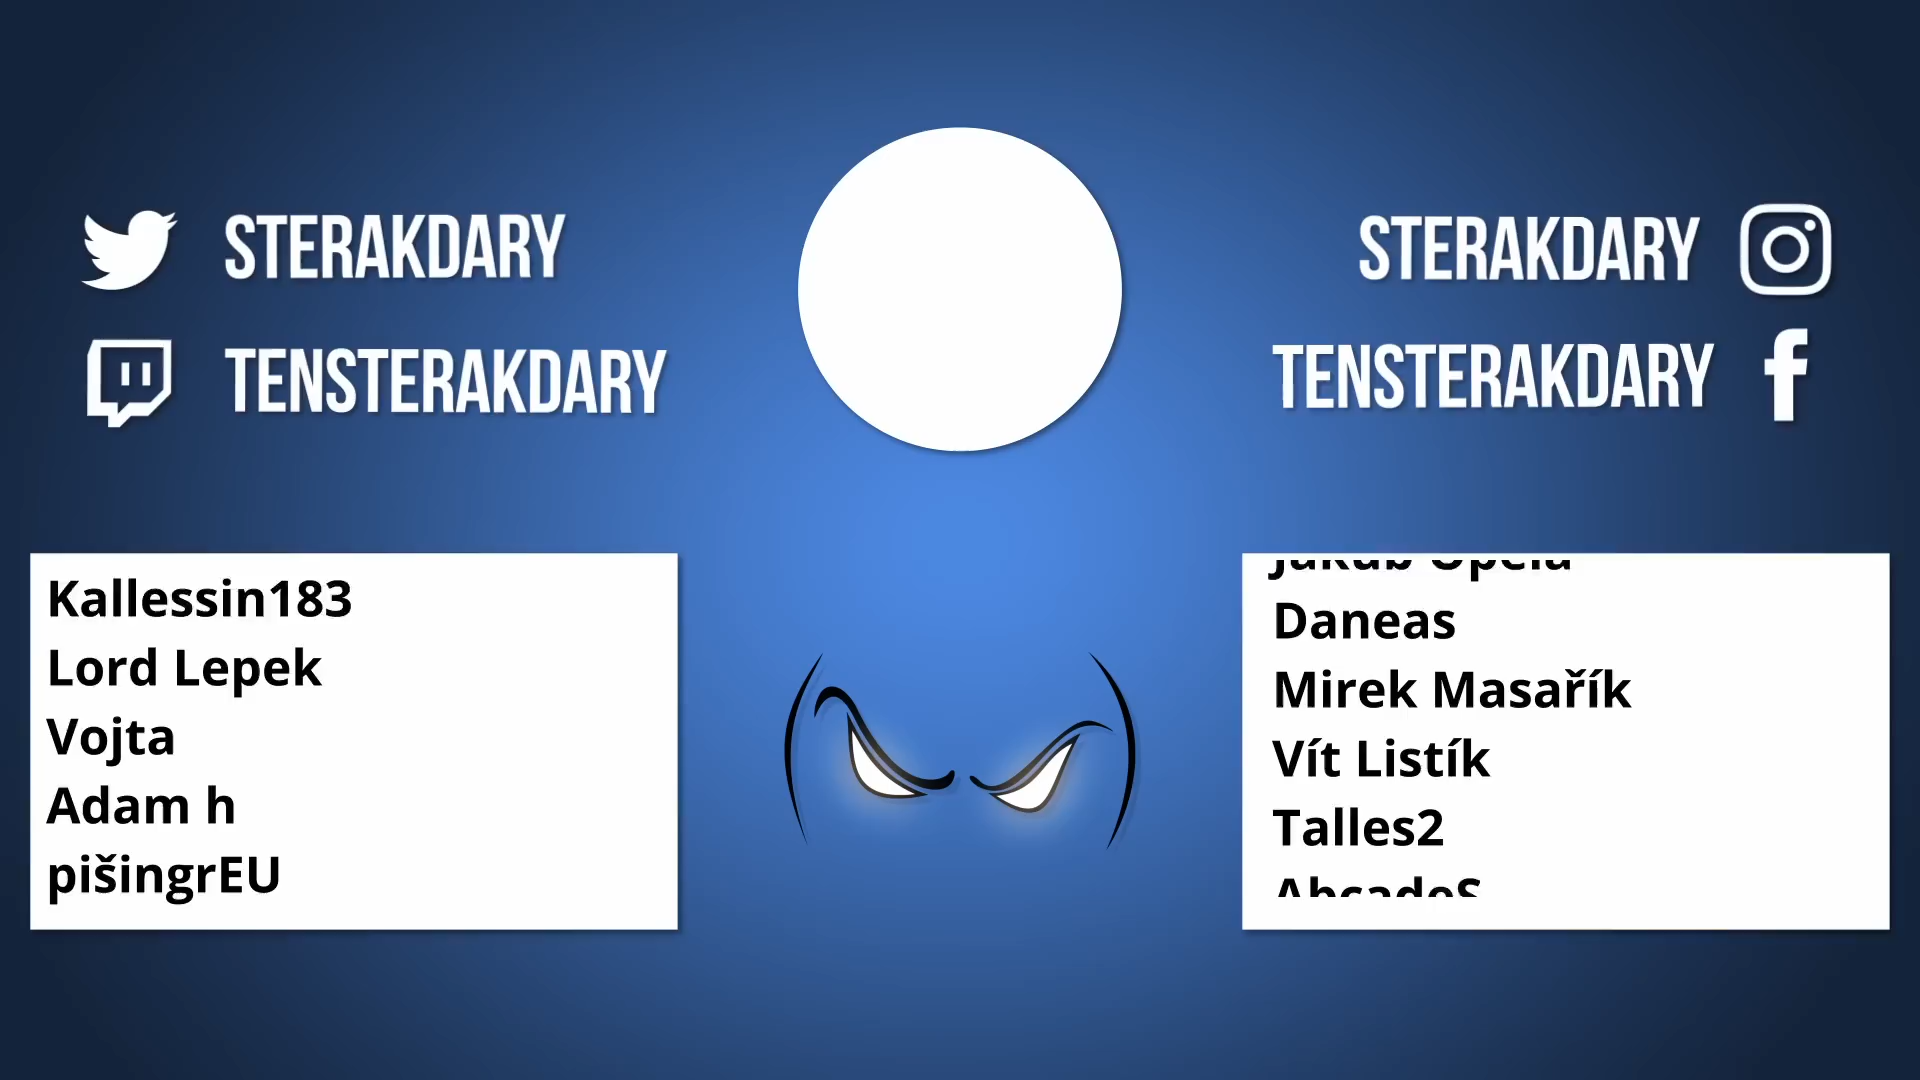 STERAKDARY
TENSTERAKDARY
STERAKDARY
TENSTERAKDARY
Kallessin183
Lord Lepek
Vojta
Adam h
pišingrEU
Daneas
Mirek Masařík
Vít Listík
Talles2